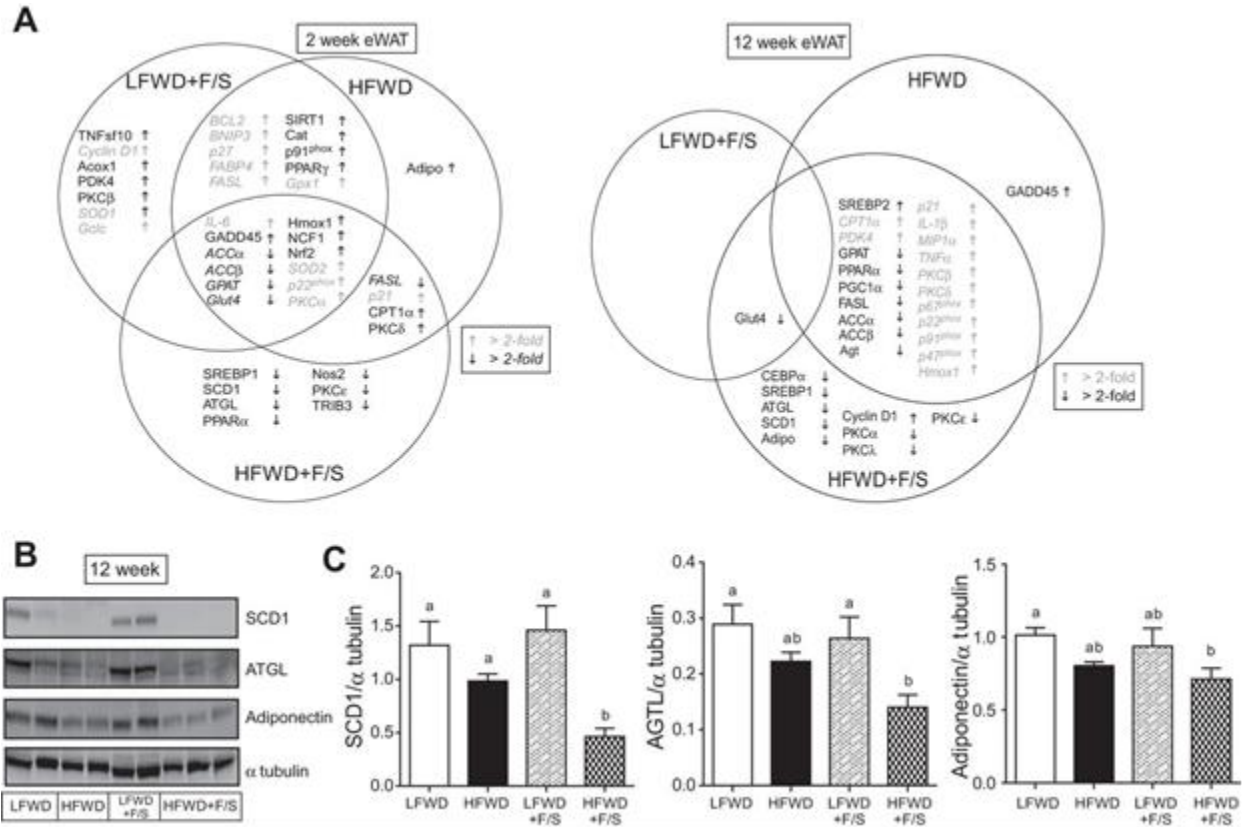 A
2 week eWAT
LFWD+F/S
HFWD
TNFsf10 ↑
Cyclin D1 ↑
Acox1 ↑
PDK4 ↑
PKCβ ↑
SOD1 ↑
Gclc ↑
BCL2 ↑ SIRT1 ↑
BNIP3 ↑ Cat ↑
p27 ↑ p91phox ↑
FABP4 ↑ PPARγ ↑
FASL ↑ Gpx1 ↑
Adipo ↑
IL-6 ↑ Hmox1 ↑
GADD45 ↑ NCF1 ↑
ACCα ↓ Nrf2 ↑
ACCβ ↓ SOD2 ↑
GPAT ↓ p22phox ↑
Glut4 ↓ PKCα ↑
FASL ↓
p21 ↑
CPT1α ↑
PKCδ ↑
SREBP1 ↓ Nos2 ↓
SCD1 ↓ PKCε ↓
ATGL ↓ TRIB3 ↓
PPARα ↓
HFWD+F/S
↑ > 2-fold
↓ > 2-fold
12 week eWAT
HFWD
LFWD+F/S
GADD45 ↑
SREBP2 ↑ p21 ↑
CPT1α ↑ IL-1β ↑
PDK4 ↑ MIP1α ↑
GPAT ↓ TNFα ↑
PPARα ↓ PKCβ ↑
PGC1α ↓ PKCδ ↑
FASL ↓ p67phox ↑
ACCα ↓ p22phox ↑
ACCβ ↓ p91phox ↑
Agt ↓ p47phox ↑
Hmox1 ↑
Glut4 ↓
CEBPα ↓
SREBP1 ↓
ATGL ↓
SCD1 ↓
Adipo ↓
Cyclin D1 ↑ PKCε ↓
PKCα ↓
PKCλ ↓
HFWD+F/S
↑ > 2-fold
↓ > 2-fold
B
12 week
SCD1
ATGL
Adiponectin
α tubulin
LFWD HFWD LFWD +F/S HFWD+F/S
C
SCD1/α tubulin
2.0
1.5
1.0
0.5
0.0
a a a b
LFWD HFWD LFWD HFWD
+F/S +F/S
AGTL/α tubulin
0.4
0.3
0.2
0.1
0.0
a ab a b
LFWD HFWD LFWD HFWD
+F/S +F/S
Adiponectin/α tubulin
1.5
1.0
0.5
0.0
a ab ab b
LFWD HFWD LFWD HFWD
+F/S +F/S